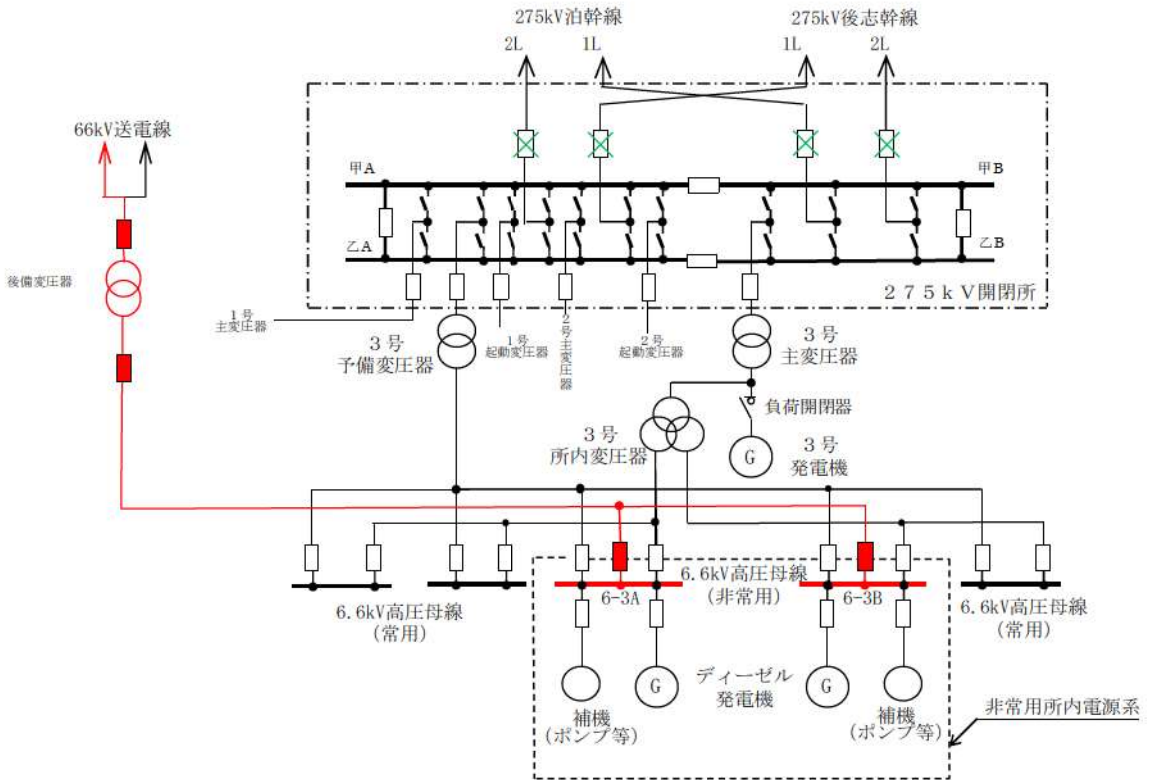 275kV泊幹線
275kV後志幹線
2L
1L
1L
2L
66kV送電線
甲A
甲B
乙A
乙B
275kV開閉所
後備変圧器
1号
主変圧器
3号
予備変圧器
1号
起動変圧器
2号主変圧器
2号
起動変圧器
3号
主変圧器
負荷開閉器
3号
所内変圧器
G
3号
発電機
6.6kV高圧母線
(常用)
6-3A
6.6kV高圧母線
(非常用)
6-3B
6.6kV高圧母線
(常用)
G
ディーゼル
発電機
G
補機
(ポンプ等)
補機
(ポンプ等)
非常用所内電源系